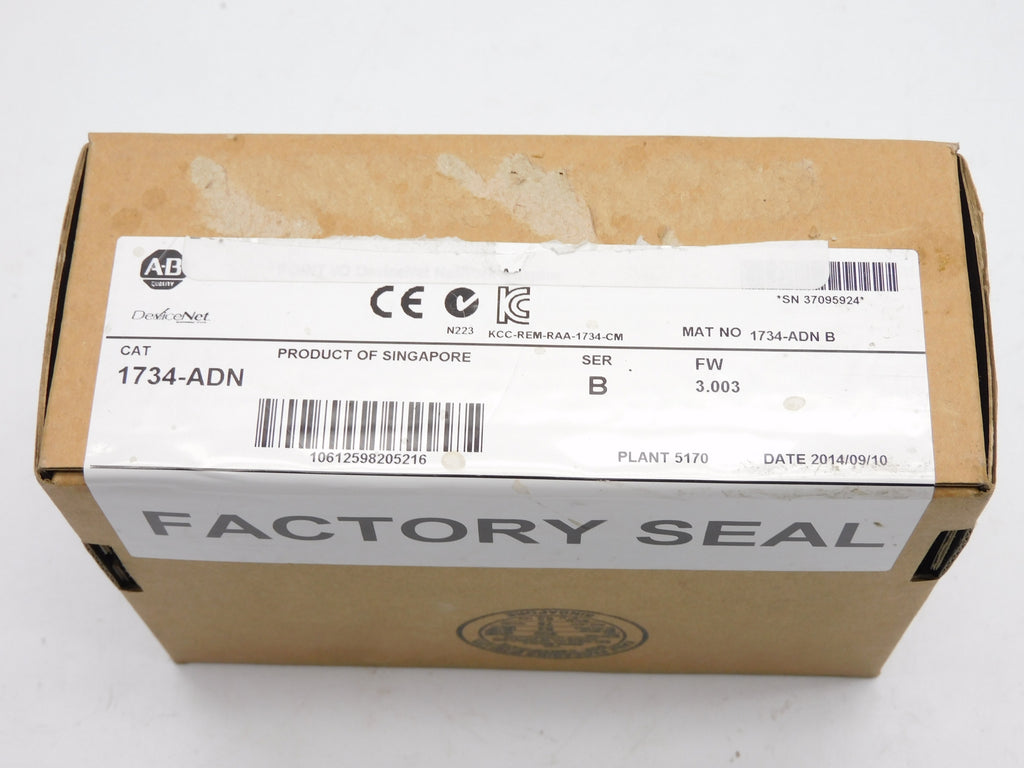 A-B
QUALITY
DeviceNet
N223
KCC-REM-RAA-1734-CM
*SN 37095924*
MAT NO 1734-ADN B
CAT
1734-ADN
PRODUCT OF SINGAPORE
SER
B
FW
3.003
10612598205216
PLANT 5170
DATE 2014/09/10
FACTORY SEAL
SINGAPORE